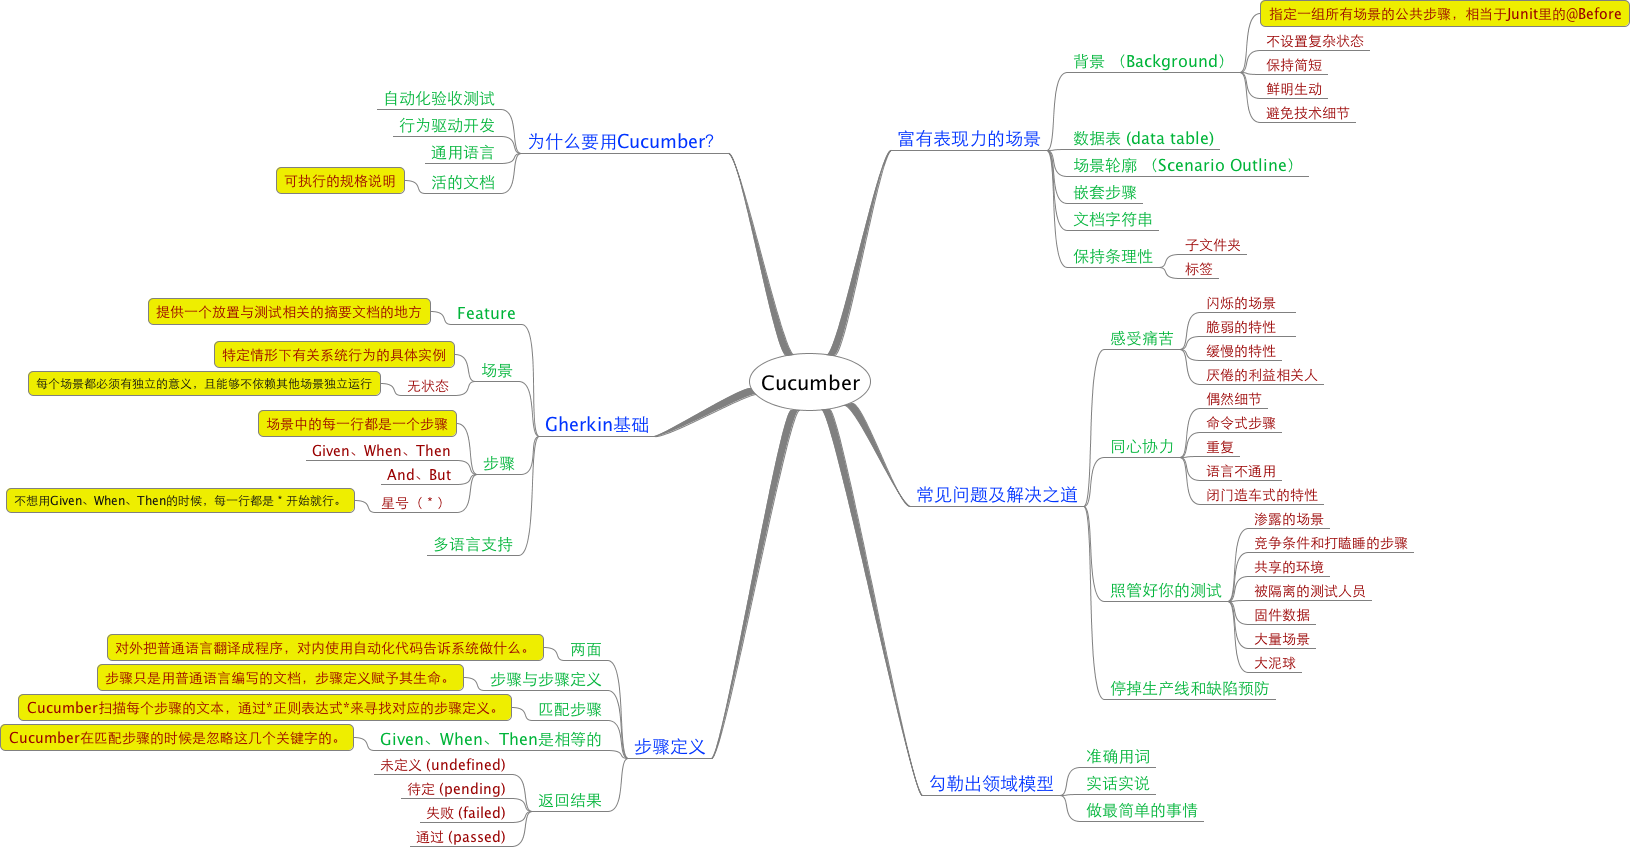 Cucumber
为什么要用Cucumber?
自动化验收测试
行为驱动开发
通用语言
活的文档
可执行的规格说明
Gherkin基础
Feature
提供一个放置与测试相关的摘要文档的地方
场景
特定情形下有关系统行为的具体实例
无状态
每个场景都必须有独立的意义，且能够不依赖其他场景独立运行
步骤
场景中的每一行都是一个步骤
Given、When、Then
And、But
星号（ * ）
不想用Given、When、Then的时候，每一行都是 * 开始就行。
多语言支持
步骤定义
两面
对外把普通语言翻译成程序，对内使用自动化代码告诉系统做什么。
步骤与步骤定义
步骤只是用普通语言编写的文档，步骤定义赋予其生命。
匹配步骤
Cucumber扫描每个步骤的文本，通过*正则表达式*来寻找对应的步骤定义。
Given、When、Then是相等的
Cucumber在匹配步骤的时候是忽略这几个关键字的。
返回结果
未定义 (undefined)
待定 (pending)
失败 (failed)
通过 (passed)
富有表现力的场景
背景 （Background）
指定一组所有场景的公共步骤，相当于Junit里的@Before
不设置复杂状态
保持简短
鲜明生动
避免技术细节
数据表 (data table)
场景轮廓 （Scenario Outline）
嵌套步骤
文档字符串
保持条理性
子文件夹
标签
常见问题及解决之道
感受痛苦
闪烁的场景
脆弱的特性
缓慢的特性
厌倦的利益相关人
同心协力
偶然细节
命令式步骤
重复
语言不通用
闭门造车式的特性
照管好你的测试
渗露的场景
竞争条件和打瞌睡的步骤
共享的环境
被隔离的测试人员
固件数据
大量场景
大泥球
停掉生产线和缺陷预防
勾勒出领域模型
准确用词
实话实说
做最简单的事情